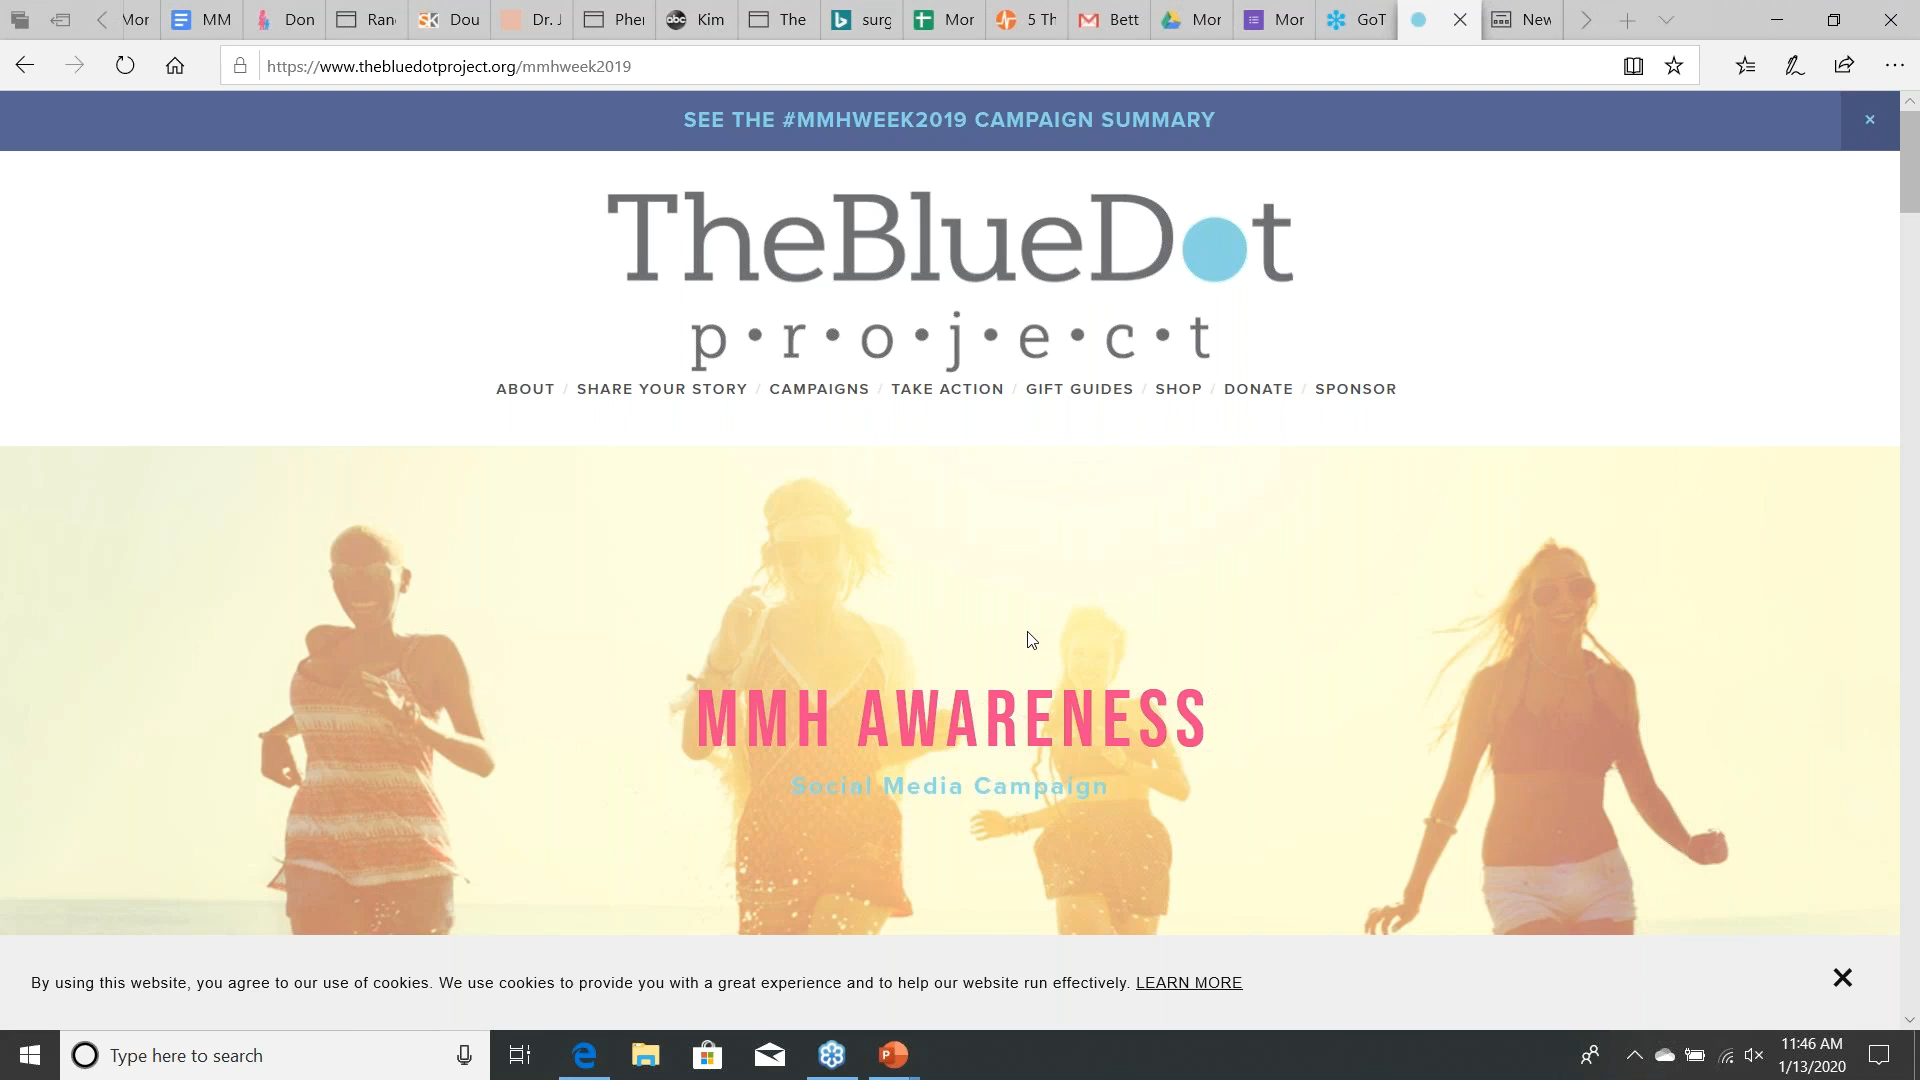 Mor
MM
Don
Ran
Dou
Dr. J
Phe
Kim
The
surg
Mor
5 Th
Bett
Mor
Mor
GoT
New
https://www.thebluedotproject.org/mmhweek2019
SEE THE #MMHWEEK2019 CAMPAIGN SUMMARY
TheBlueDot
p•r•o•j•e•c•t
ABOUT / SHARE YOUR STORY / CAMPAIGNS / TAKE ACTION / GIFT GUIDES / SHOP / DONATE / SPONSOR
MMH AWARENESS
Social Media Campaign
By using this website, you agree to our use of cookies. We use cookies to provide you with a great experience and to help our website run effectively. LEARN MORE
Type here to search
11:46 AM
1/13/2020